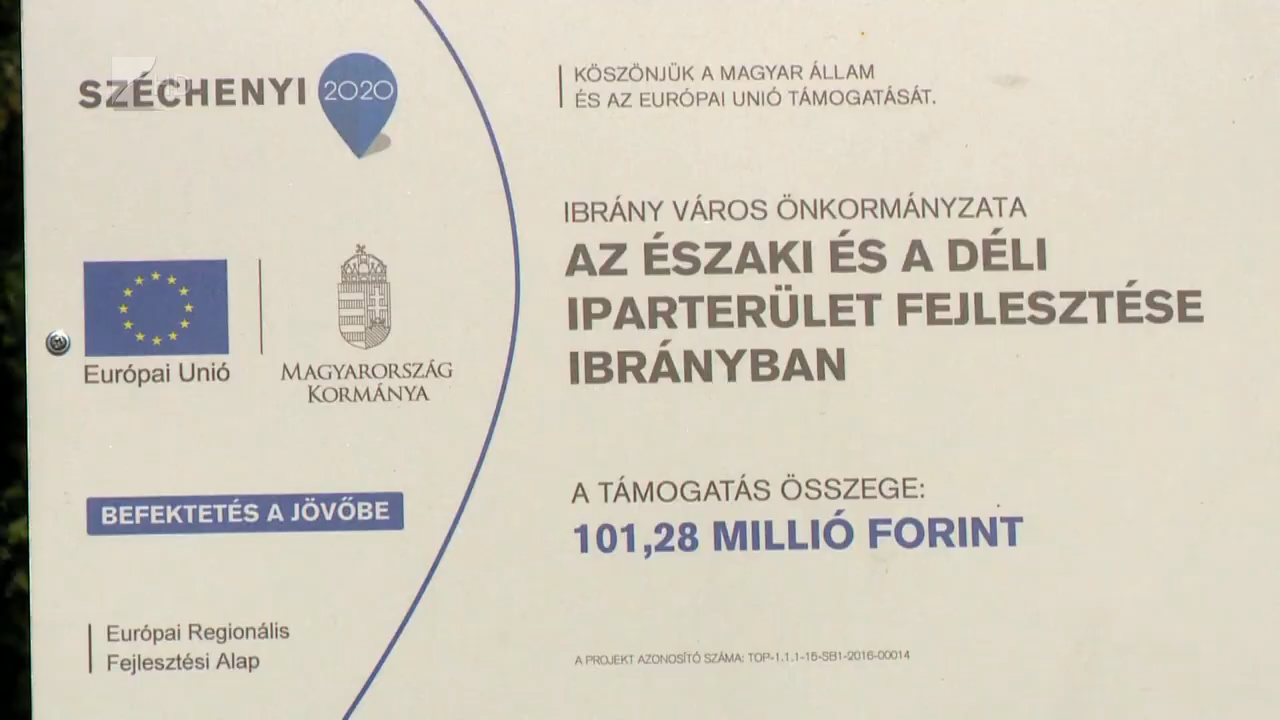 SZÉCHENYI 2020
KÖSZÖNJÜK A MAGYAR ÁLLAM
ÉS AZ EURÓPAI UNIÓ TÁMOGATÁSÁT.
IBRÁNY VÁROS ÖNKORMÁNYZATA
AZ ÉSZAKI ÉS A DÉLI
IPARTERÜLET FEJLESZTÉSE
IBRÁNYBAN
Európai Unió
MAGYARORSZÁG
KORMÁNYA
A TÁMOGATÁS ÖSSZEGE:
101,28 MILLIÓ FORINT
BEFEKTETÉS A JÖVŐBE
Európai Regionális
Fejlesztési Alap
A PROJEKT AZONOSÍTÓ SZÁMA: TOP-1.1.1-15-SB1-2016-00014
7 HD